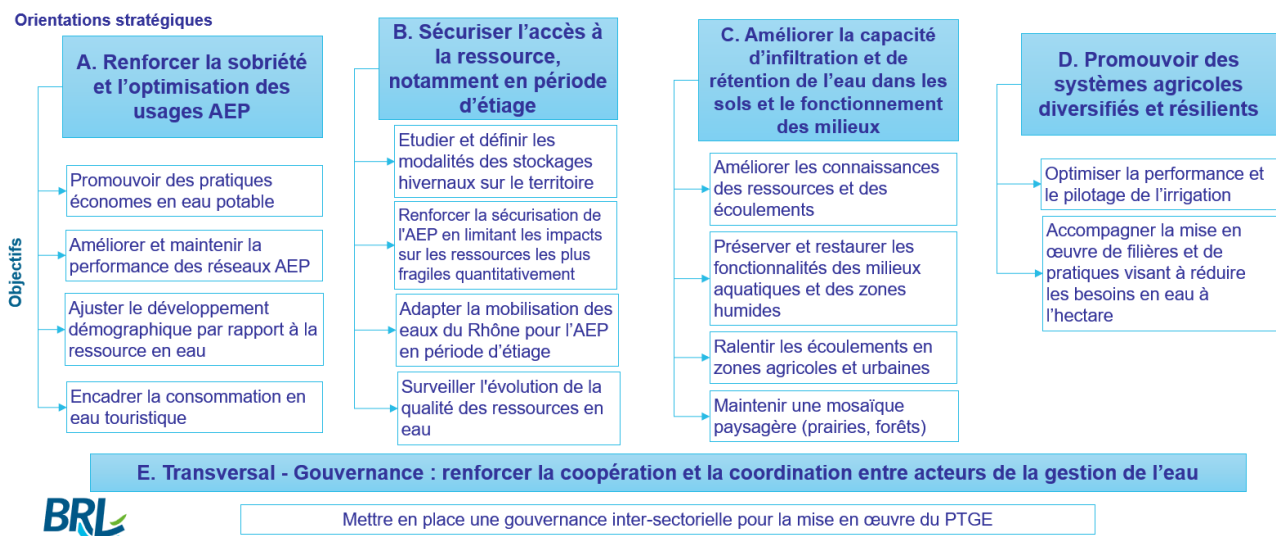 Orientations stratégiques
A. Renforcer la sobriété
et l'optimisation des
usages AEP
Objectifs
Promouvoir des pratiques
économes en eau potable
Améliorer et maintenir la
performance des réseaux AEP
Ajuster le développement
démographique par rapport à la
ressource en eau
Encadrer la consommation en
eau touristique
B. Sécuriser l'accès à
la ressource,
notamment en période
d'étiage
Etudier et définir les
modalités des stockages
hivernaux sur le territoire
Renforcer la sécurisation de
l'AEP en limitant les impacts
sur les ressources les plus
fragiles quantitativement
Adapter la mobilisation des
eaux du Rhône pour l'AEP
en période d'étiage
Surveiller l'évolution de la
qualité des ressources en
eau
C. Améliorer la capacité
d'infiltration et de
rétention de l'eau dans les
sols et le fonctionnement
des milieux
Améliorer les connaissances
des ressources et des
écoulements
Préserver et restaurer les
fonctionnalités des milieux
aquatiques et des zones
humides
Ralentir les écoulements en
zones agricoles et urbaines
Maintenir une mosaïque
paysagère (prairies, forêts)
D. Promouvoir des
systèmes agricoles
diversifiés et résilients
Optimiser la performance et
le pilotage de l'irrigation
Accompagner la mise en
œuvre de filières et de
pratiques visant à réduire
les besoins en eau à
l'hectare
E. Transversal - Gouvernance : renforcer la coopération et la coordination entre acteurs de la gestion de l'eau
BRL
Mettre en place une gouvernance inter-sectorielle pour la mise en œuvre du PTGE